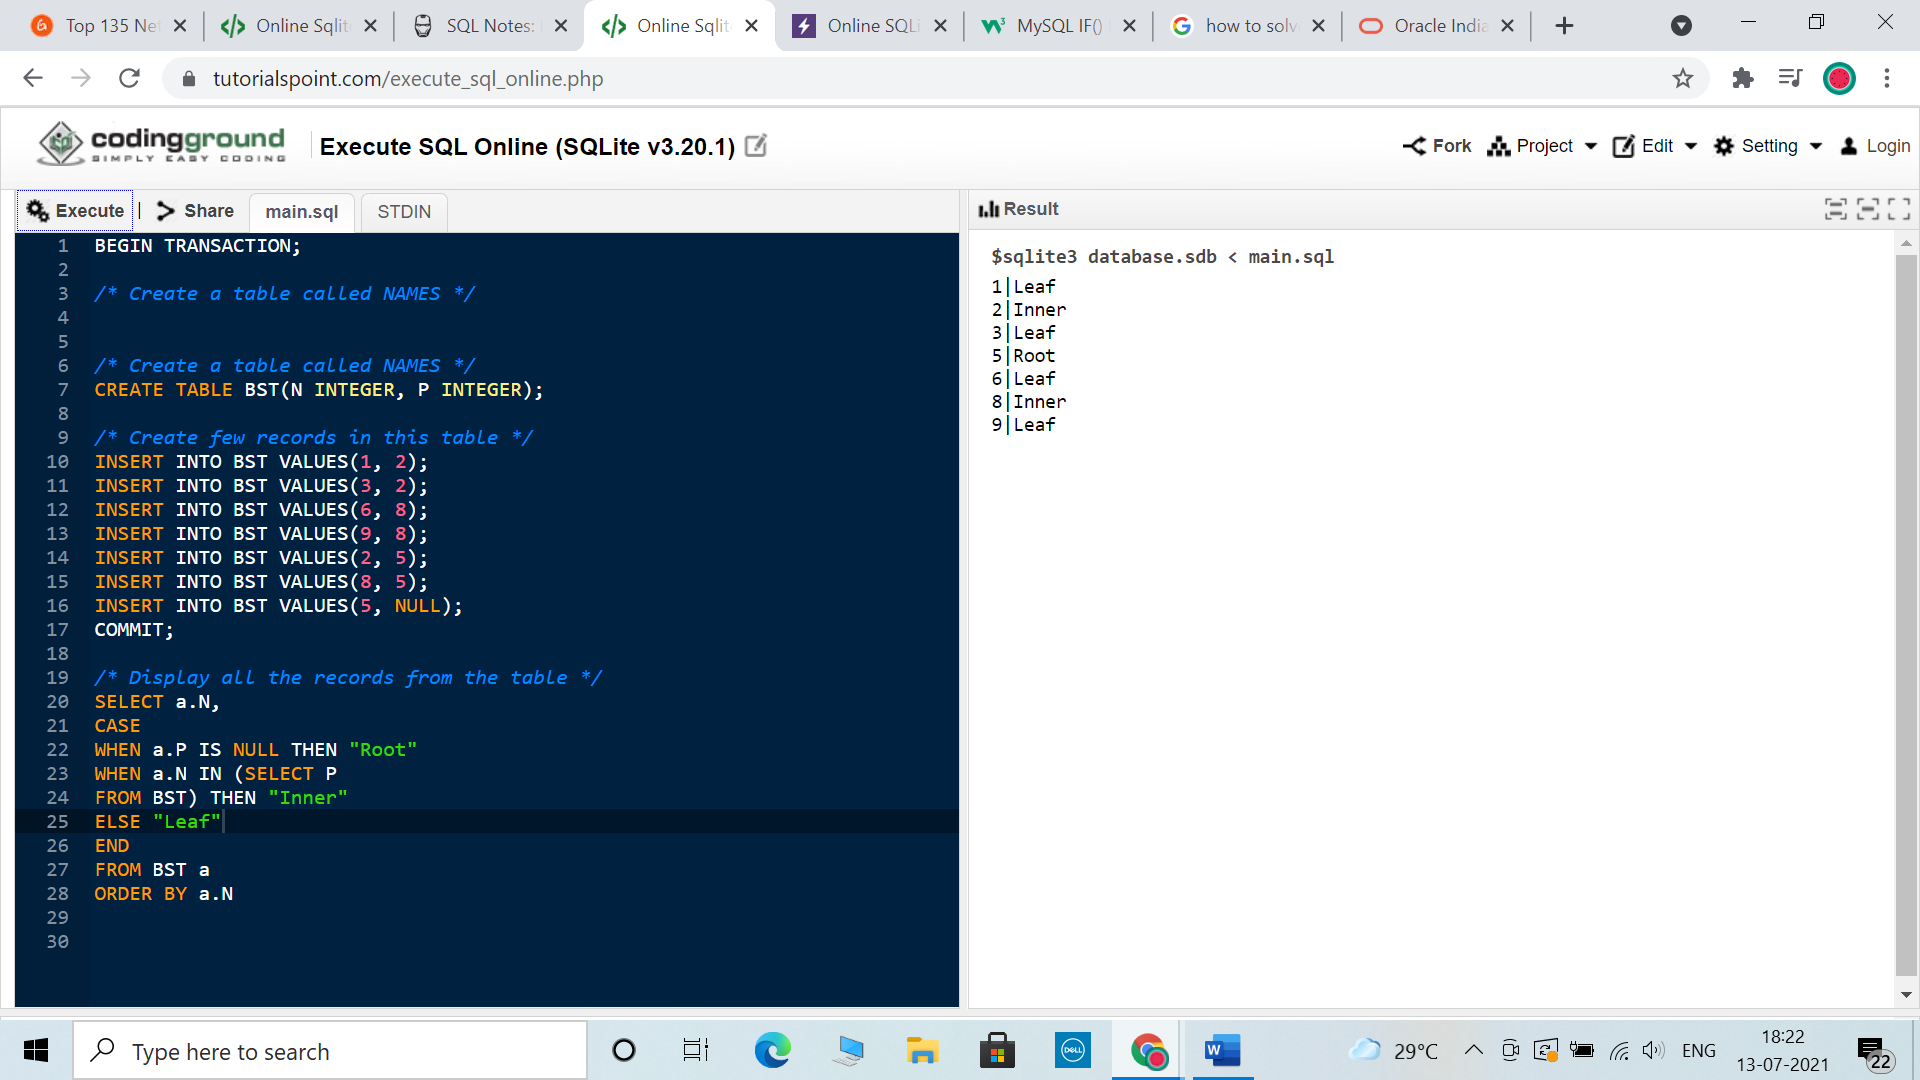 Top 135 Net
Online Sqlit
SQL Notes:
Online Sqlit
Online SQLi
MySQL IF()
how to solv
Oracle India
tutorialspoint.com/execute_sql_online.php
codingground
SIMPLY EASY CODING
Execute SQL Online (SQLite v3.20.1)
Fork
Project
Edit
Setting
Login
Execute | Share
main.sql
STDIN
Result
1 BEGIN TRANSACTION;
2
3 /* Create a table called NAMES */
4
5
6 /* Create a table called NAMES */
7 CREATE TABLE BST(N INTEGER, P INTEGER);
8
9 /* Create few records in this table */
10 INSERT INTO BST VALUES(1, 2);
11 INSERT INTO BST VALUES(3, 2);
12 INSERT INTO BST VALUES(6, 8);
13 INSERT INTO BST VALUES(9, 8);
14 INSERT INTO BST VALUES(2, 5);
15 INSERT INTO BST VALUES(8, 5);
16 INSERT INTO BST VALUES(5, NULL);
17 COMMIT;
18
19 /* Display all the records from the table */
20 SELECT a.N,
21 CASE
22 WHEN a.P IS NULL THEN "Root"
23 WHEN a.N IN (SELECT P
24 FROM BST) THEN "Inner"
25 ELSE "Leaf"
26 END
27 FROM BST a
28 ORDER BY a.N
29
30
$sqlite3 database.sdb < main.sql
1|Leaf
2|Inner
3|Leaf
5|Root
6|Leaf
8|Inner
9|Leaf
Type here to search
DELL
W
29°C
ENG
18:22
13-07-2021
22